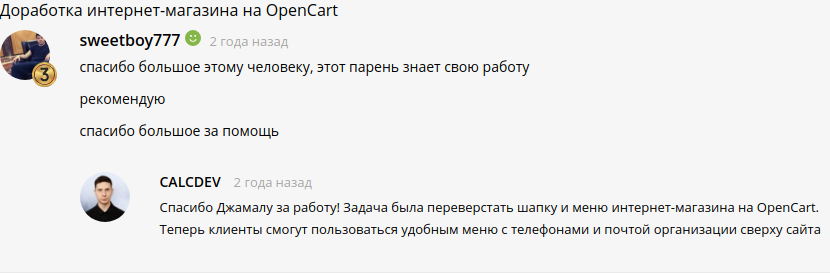 Доработка интернет-магазина на OpenCart
sweetboy777 2 года назад
3
спасибо большое этому человеку, этот парень знает свою работу
рекомендую
спасибо большое за помощь
CALCDEV 2 года назад
Спасибо Джамалу за работу! Задача была переверстать шапку и меню интернет-магазина на OpenCart.
Теперь клиенты смогут пользоваться удобным меню с телефонами и почтой организации сверху сайта